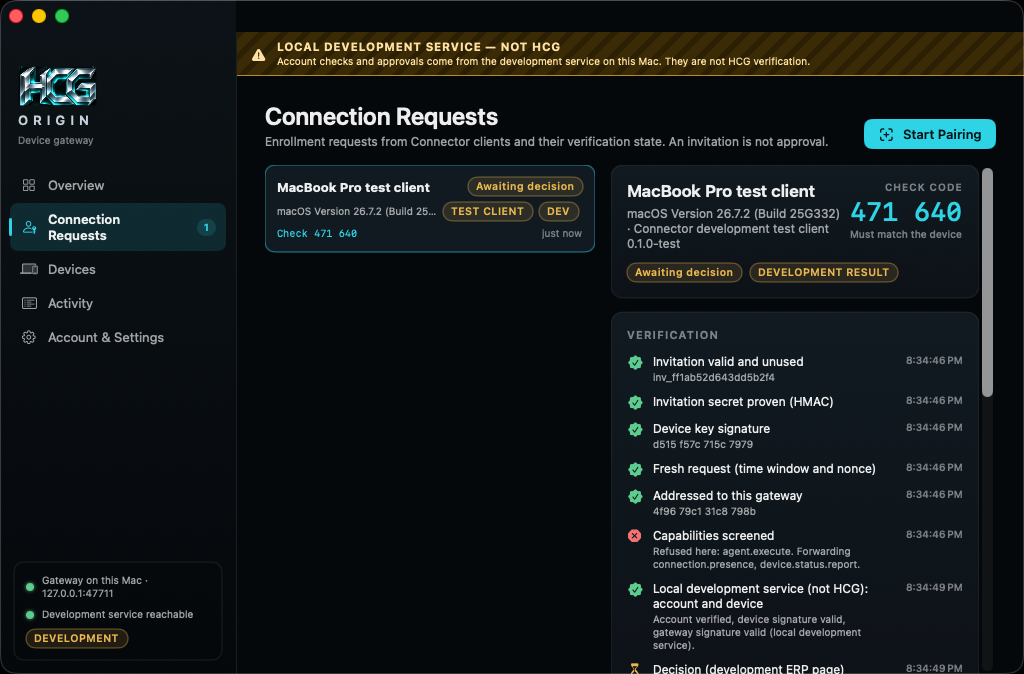 LOCAL DEVELOPMENT SERVICE — NOT HCG
Account checks and approvals come from the development service on this Mac. They are not HCG verification.
HCG
ORIGIN
Device gateway
Overview
Connection
Requests
1
Devices
Activity
Account & Settings
Gateway on this Mac ·
127.0.0.1:47711
Development service reachable
DEVELOPMENT
Connection Requests
Enrollment requests from Connector clients and their verification state. An invitation is not approval.
Start Pairing
MacBook Pro test client
Awaiting decision
macOS Version 26.7.2 (Build 25...
TEST CLIENT
DEV
Check 471 640
just now
MacBook Pro test client
macOS Version 26.7.2 (Build 25G332)
· Connector development test client
0.1.0-test
CHECK CODE
471 640
Must match the device
Awaiting decision
DEVELOPMENT RESULT
VERIFICATION
Invitation valid and unused
8:34:46 PM
inv_ff1ab52d643dd5b2f4
Invitation secret proven (HMAC)
8:34:46 PM
Device key signature
8:34:46 PM
d515 f57c 715c 7979
Fresh request (time window and nonce)
8:34:46 PM
Addressed to this gateway
8:34:46 PM
4f96 79c1 31c8 798b
Capabilities screened
8:34:46 PM
Refused here: agent.execute. Forwarding
connection.presence, device.status.report.
Local development service (not HCG):
8:34:49 PM
account and device
Account verified, device signature valid,
gateway signature valid (local development
service).
Decision (development ERP page)
8:34:49 PM